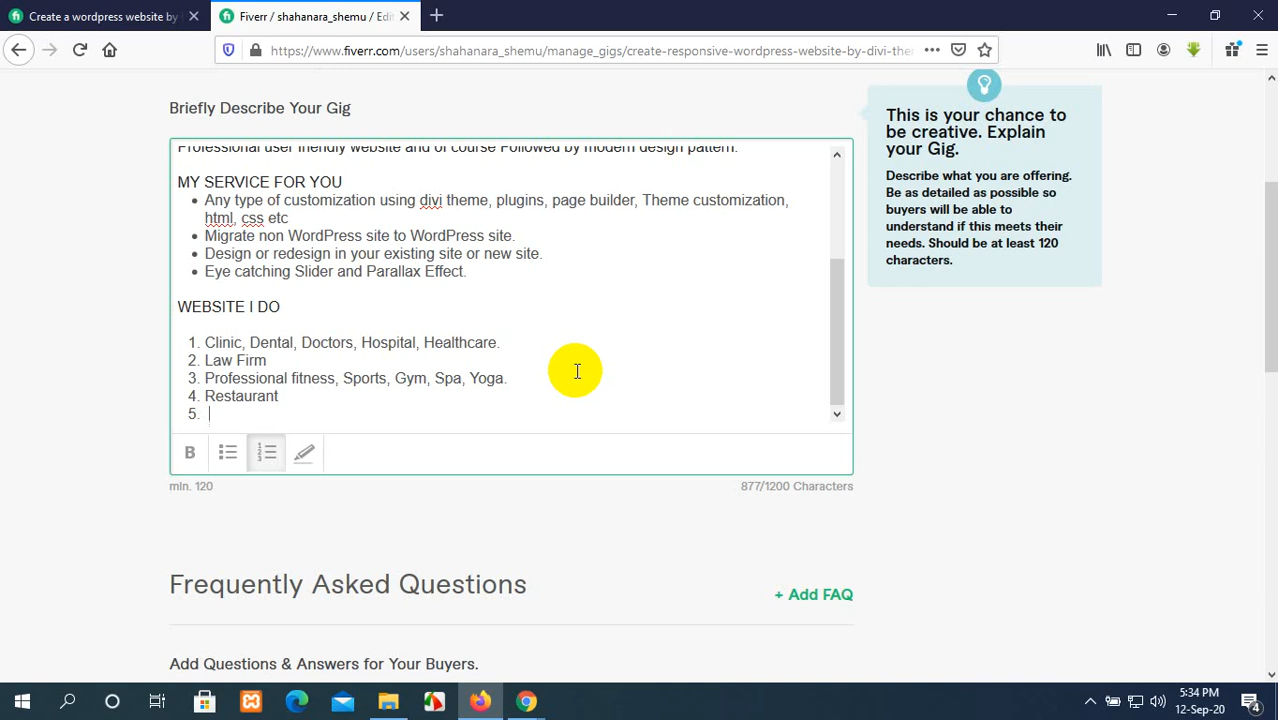 Create a wordpress website by
Fiverr / shahanara_shemu / Edi
https://www.fiverr.com/users/shahanara_shemu/manage_gigs/create-responsive-wordpress-website-by-divi-the
Briefly Describe Your Gig
Professional user friendly website and of course Followed by modern design pattern.
MY SERVICE FOR YOU
Any type of customization using divi theme, plugins, page builder, Theme customization,
html, css etc
Migrate non WordPress site to WordPress site.
Design or redesign in your existing site or new site.
Eye catching Slider and Parallax Effect.
WEBSITE I DO
1. Clinic, Dental, Doctors, Hospital, Healthcare.
2. Law Firm
3. Professional fitness, Sports, Gym, Spa, Yoga.
4. Restaurant
5.
B
min. 120
877/1200 Characters
This is your chance to
be creative. Explain
your Gig.
Describe what you are offering.
Be as detailed as possible so
buyers will be able to
understand if this meets their
needs. Should be at least 120
characters.
Frequently Asked Questions
+ Add FAQ
Add Questions & Answers for Your Buyers.
5:34 PM
12-Sep-20
4